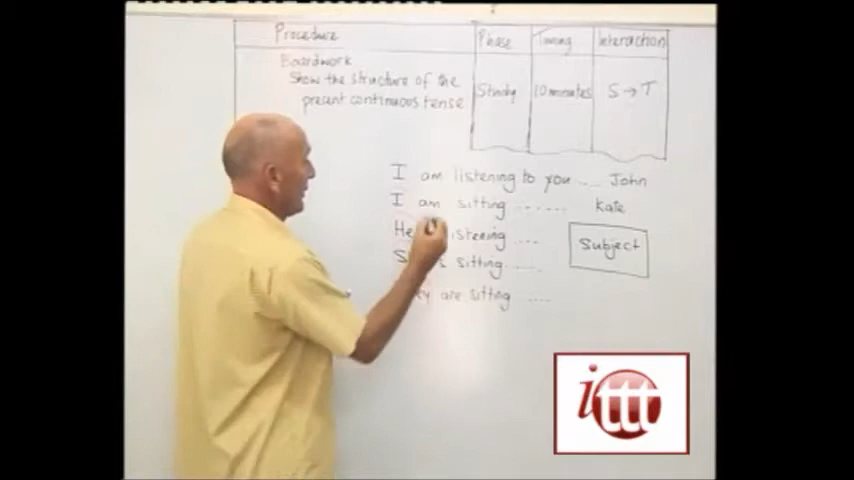 Procedure Phase Timing Interaction
Boardwork
Show the structure of the
present continuous tense Study 10 minutes S → T
I am listening to you .... John
I am sitting ...... Kate
He listening ....
Subject
sitting .....
are sitting ....
ittt